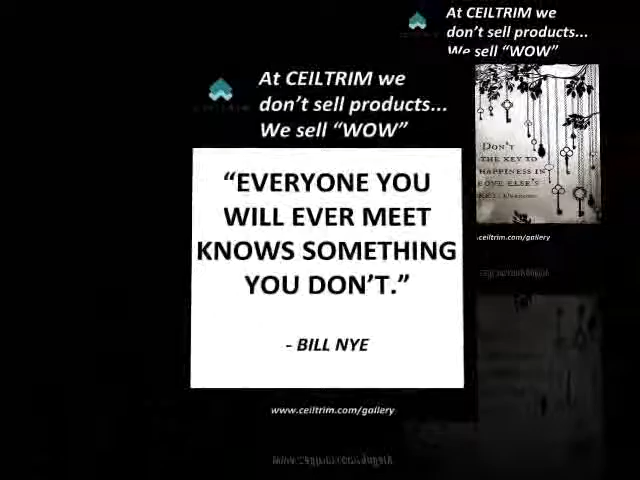 At CEILTRIM we
don't sell products...
We sell "WOW"
CEILTRIM
"EVERYONE YOU
WILL EVER MEET
KNOWS SOMETHING
YOU DON'T."
- BILL NYE
www.ceiltrim.com/gallery
At CEILTRIM we
don't sell products...
We sell "WOW"
DON'T
THE KEY TO
HAPPINESS IN
ELSE'S
.ceiltrim.com/gallery